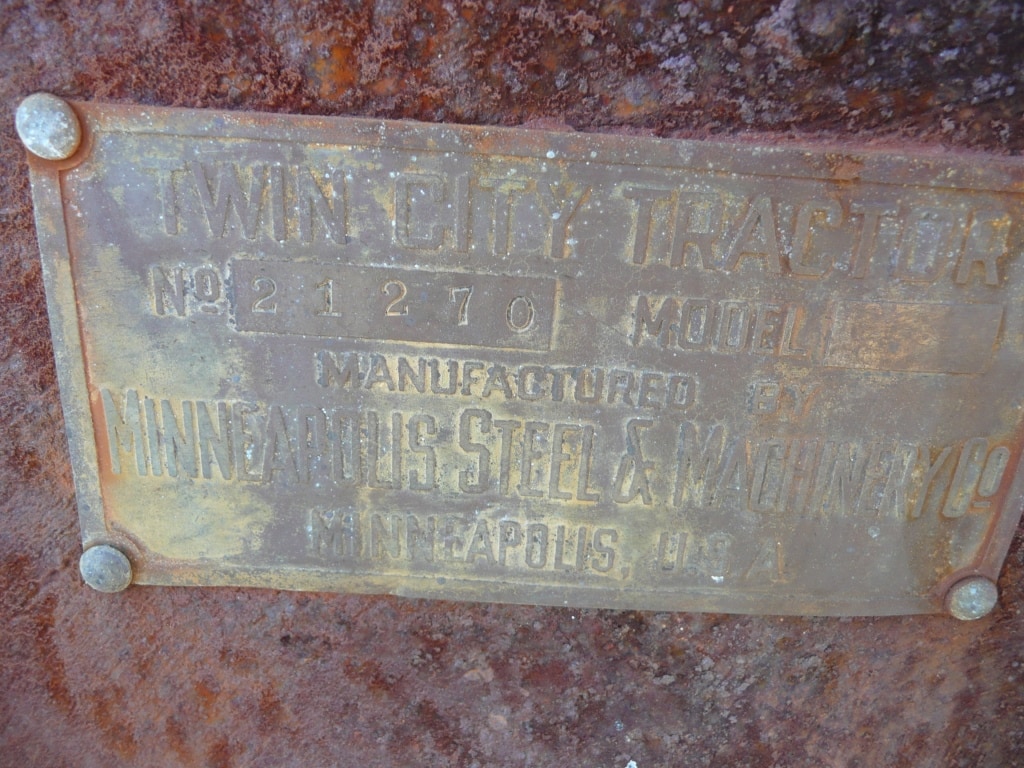 TWIN CITY TRACTOR
Nº 21270 MODEL
MANUFACTURED BY
MINNEAPOLIS STEEL & MACHINERY Cº
MINNEAPOLIS, U.S.A.